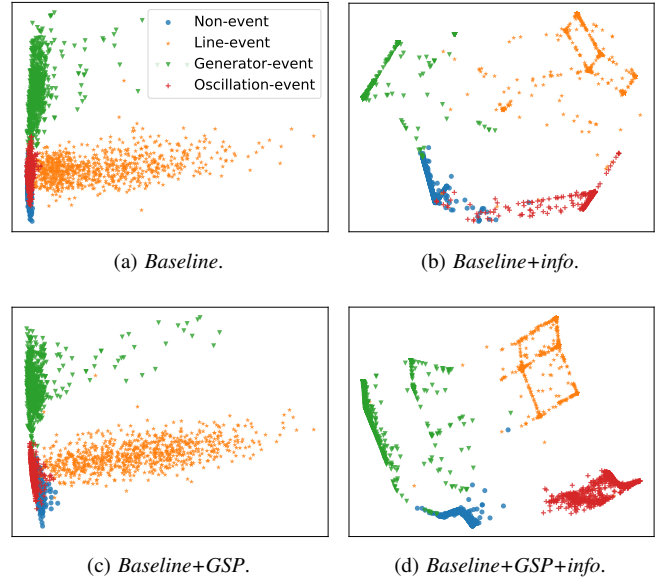 Non-event
Line-event
Generator-event
Oscillation-event
(a) Baseline.
(b) Baseline+info.
(c) Baseline+GSP.
(d) Baseline+GSP+info.